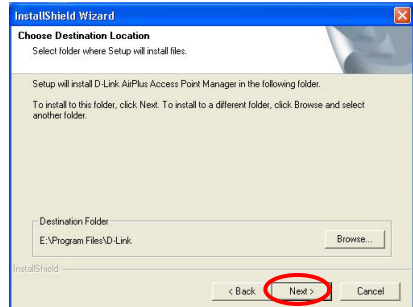 InstallShield Wizard
Choose Destination Location
Select folder where Setup will install files.
Setup will install D-Link AirPlus Access Point Manager in the following folder.
To install to this folder, click Next. To install to a different folder, click Browse and select
another folder.
Destination Folder
E:\Program Files\D-Link
Browse...
InstallShield
< Back
Next >
Cancel